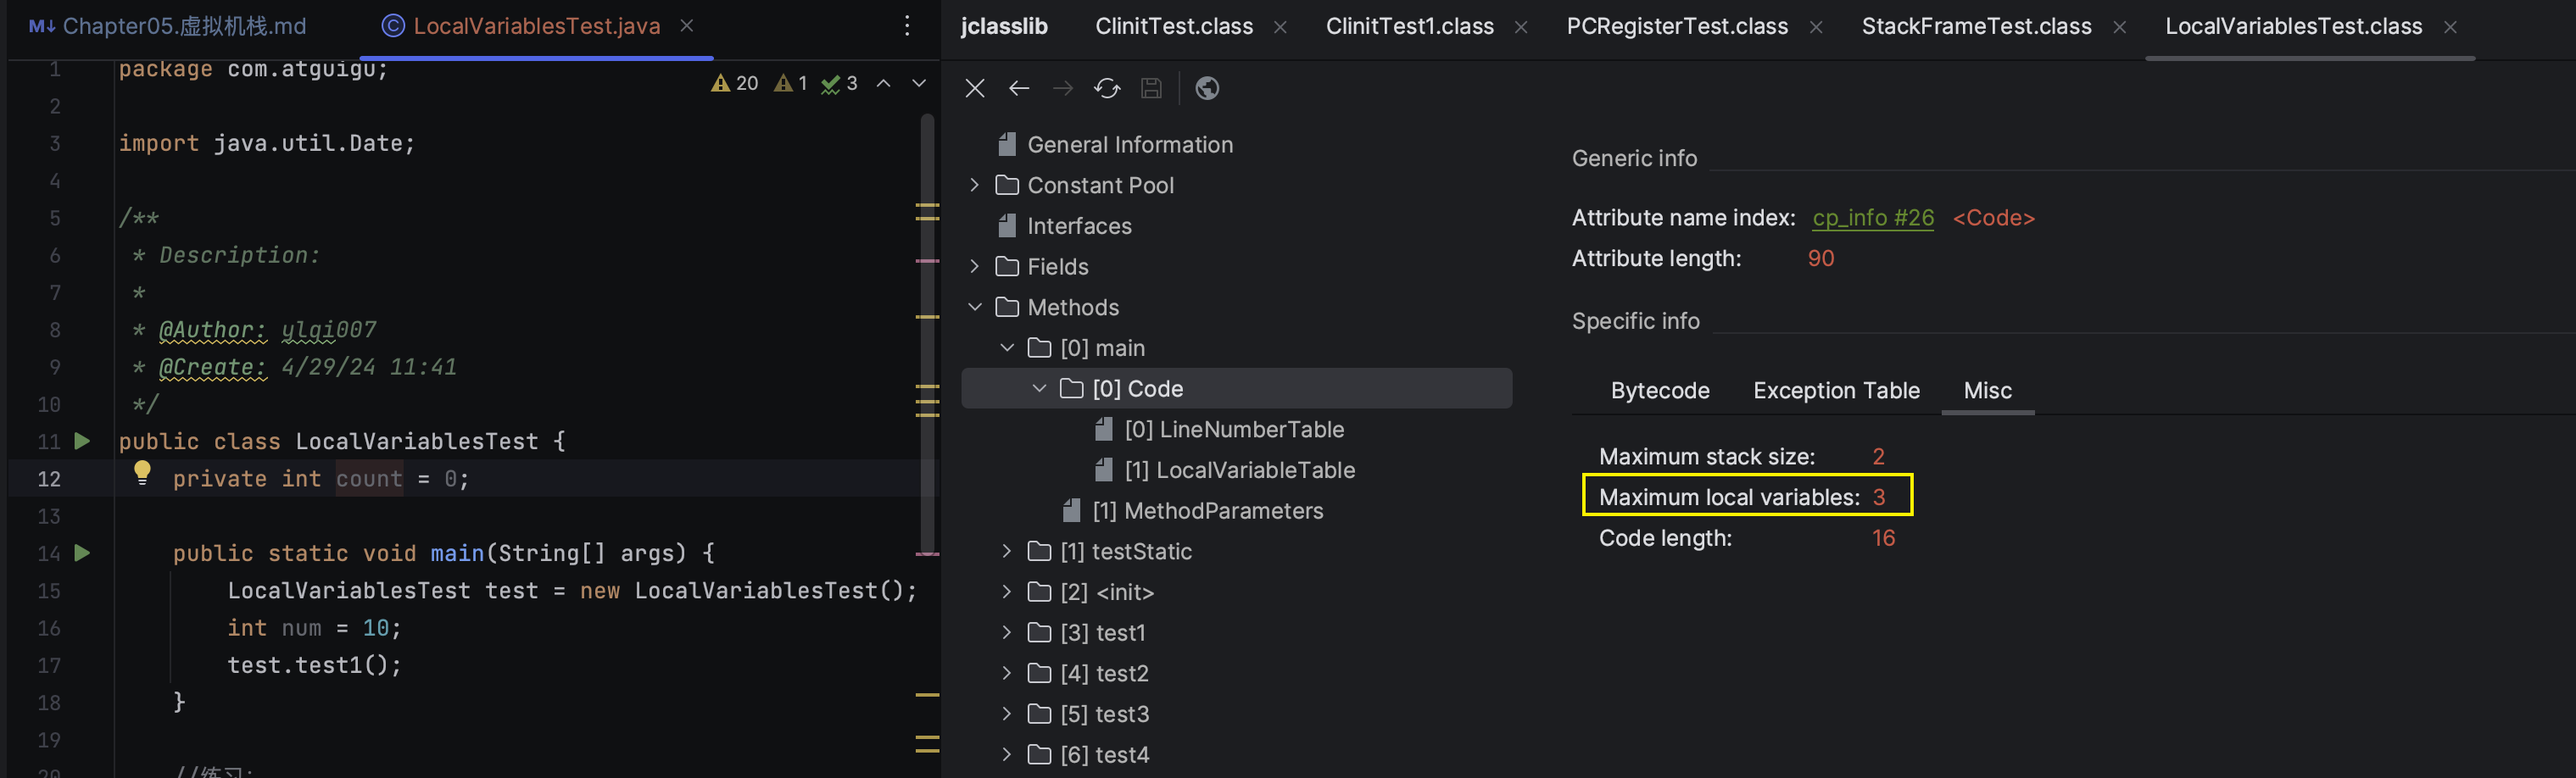 M↓ Chapter05.虚拟机栈.md
LocalVariablesTest.java
20 1 3
1 package com.atguigu;
2
3 import java.util.Date;
4
5 /**
6 * Description:
7 *
8 * @Author: ylqi007
9 * @Create: 4/29/24 11:41
10 */
11 public class LocalVariablesTest {
12 private int count = 0;
13
14 public static void main(String[] args) {
15 LocalVariablesTest test = new LocalVariablesTest();
16 int num = 10;
17 test.test1();
18 }
19
20 //练习:
jclasslib ClinitTest.class ClinitTest1.class PCRegisterTest.class StackFrameTest.class LocalVariablesTest.class
General Information
Constant Pool
Interfaces
Fields
Methods
[0] main
[0] Code
[0] LineNumberTable
[1] LocalVariableTable
[1] MethodParameters
[1] testStatic
[2] <init>
[3] test1
[4] test2
[5] test3
[6] test4
Generic info
Attribute name index: cp_info #26 <Code>
Attribute length: 90
Specific info
Bytecode Exception Table Misc
Maximum stack size: 2
Maximum local variables: 3
Code length: 16